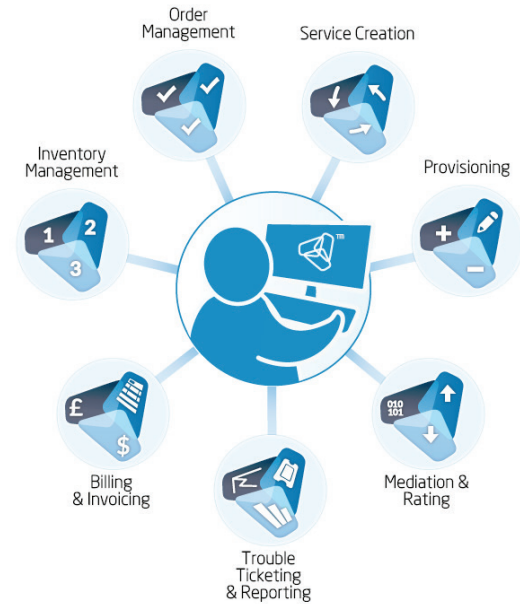 Order
Management
Service Creation
Inventory
Management
1
2
3
TM
Provisioning
+
−
£
$
Billing
& Invoicing
010
101
Mediation &
Rating
Trouble
Ticketing
& Reporting